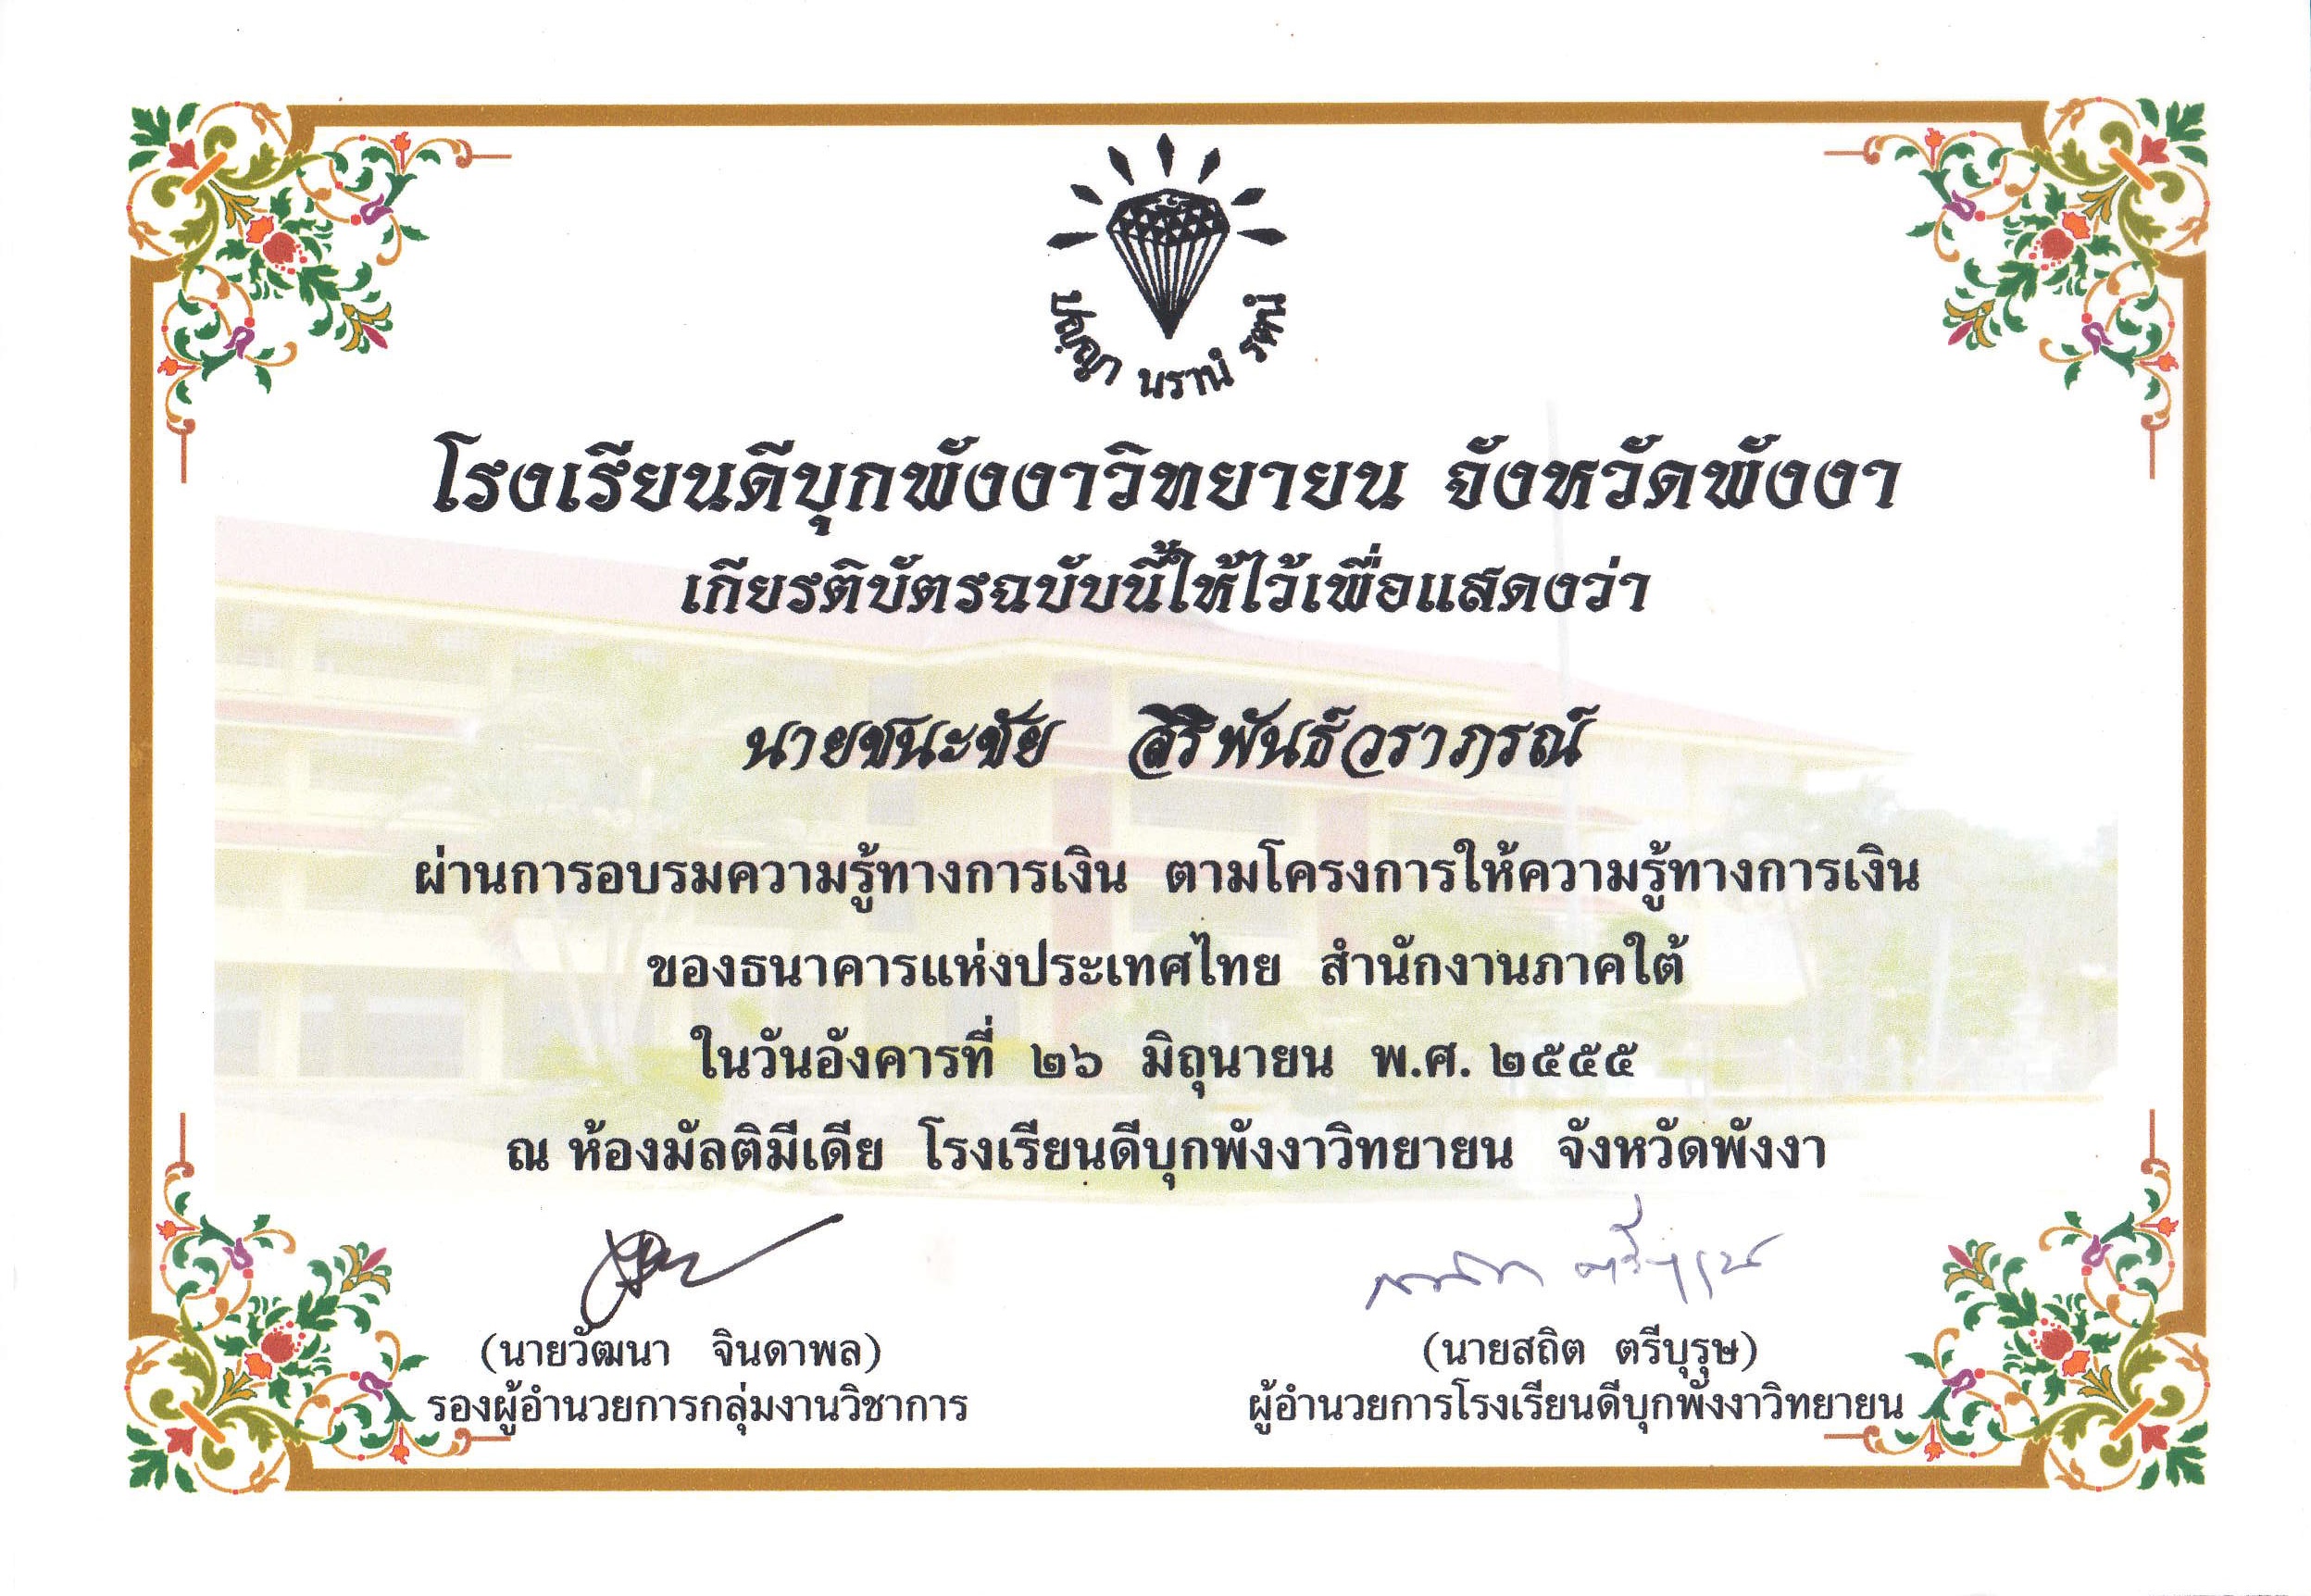 ปญฺญา นรานํ รตนํ
โรงเรียนดีบุกพังงาวิทยายน จังหวัดพังงา
เกียรติบัตรฉบับนี้ให้ไว้เพื่อแสดงว่า
นายชนะชัย สิริพันธ์วราภรณ์
ผ่านการอบรมความรู้ทางการเงิน ตามโครงการให้ความรู้ทางการเงิน
ของธนาคารแห่งประเทศไทย สำนักงานภาคใต้
ในวันอังคารที่ ๒๖ มิถุนายน พ.ศ. ๒๕๕๕
ณ ห้องมัลติมีเดีย โรงเรียนดีบุกพังงาวิทยายน จังหวัดพังงา
(นายวัฒนา จินดาพล)
รองผู้อำนวยการกลุ่มงานวิชาการ
(นายสถิต ตรีบุรุษ)
ผู้อำนวยการโรงเรียนดีบุกพังงาวิทยายน